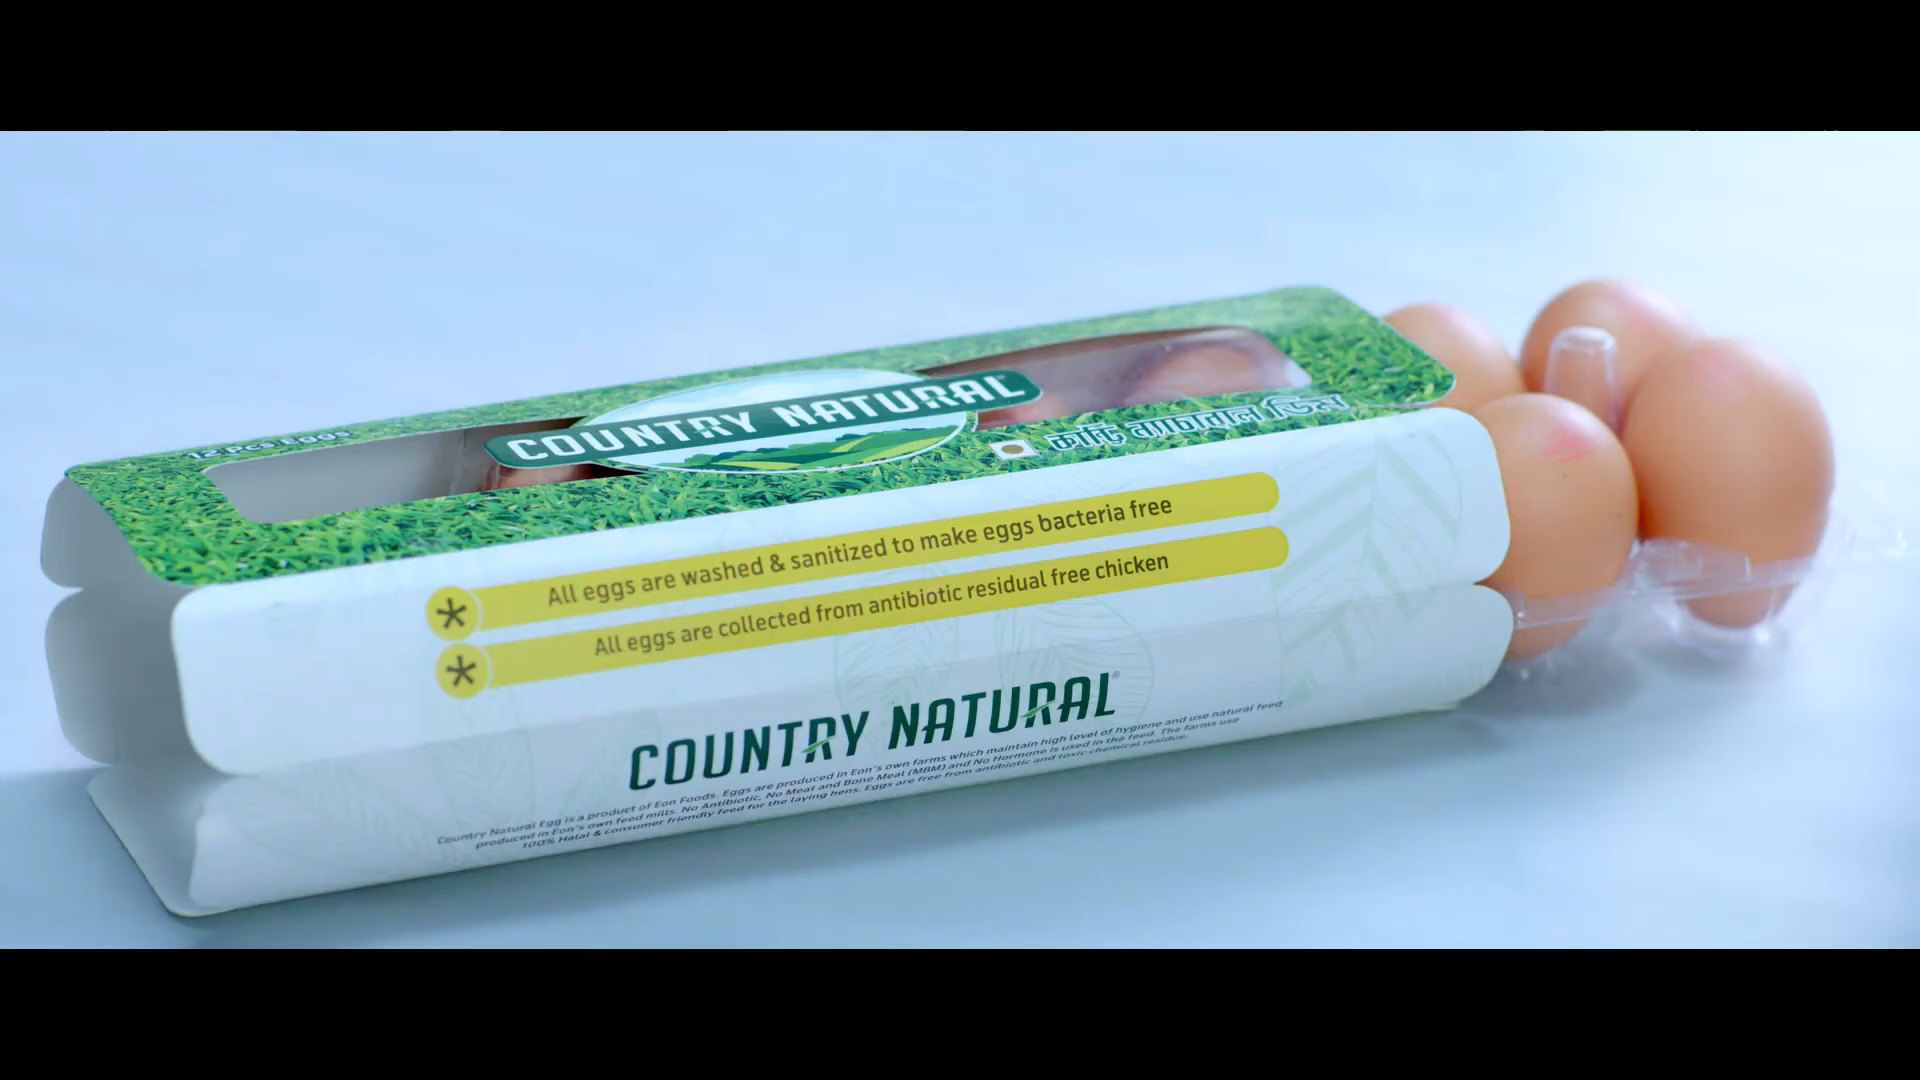 12 Pcs Eggs
COUNTRY NATURAL
কান্ট্রি ন্যাচারাল ডিম
All eggs are washed & sanitized to make eggs bacteria free
All eggs are collected from antibiotic residual free chicken
COUNTRY NATURAL®
Country Natural Egg is a product of Eon Foods. Eggs are produced in Eon's own farms which maintain high level of hygiene and use natural feed
produced in Eon's own feed mills. No Antibiotic, No Meat and Bone Meal (MBM) and No Hormone is used in the feed. The farms use
100% Halal & consumer friendly feed for the laying hens. Eggs are free from antibiotic and toxic chemical residue.